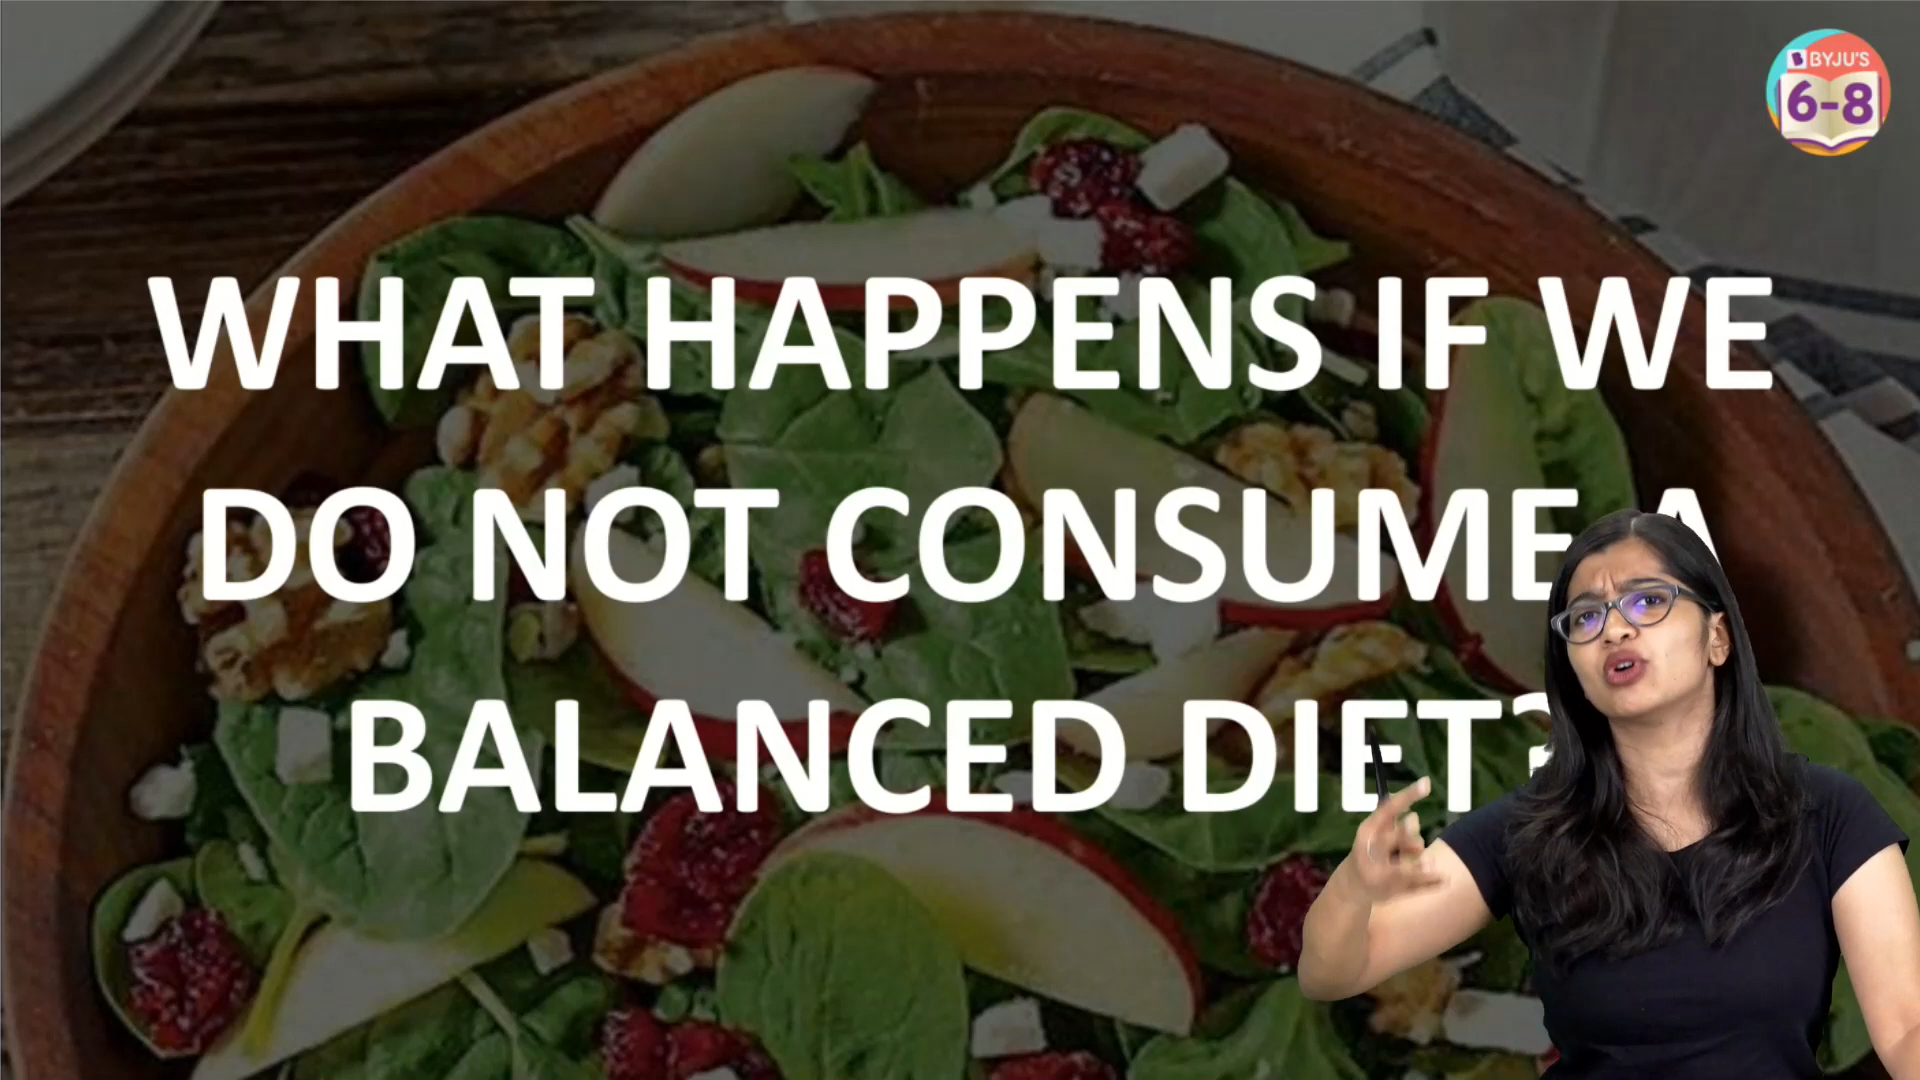 BYJU'S
6-8
WHAT HAPPENS IF WE
DO NOT CONSUME A
BALANCED DIET?